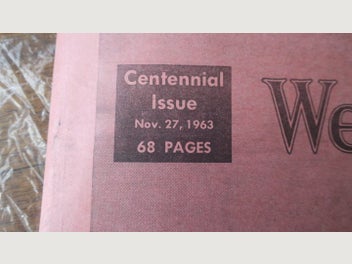 Centennial
Issue
Nov. 27, 1963
68 PAGES
We